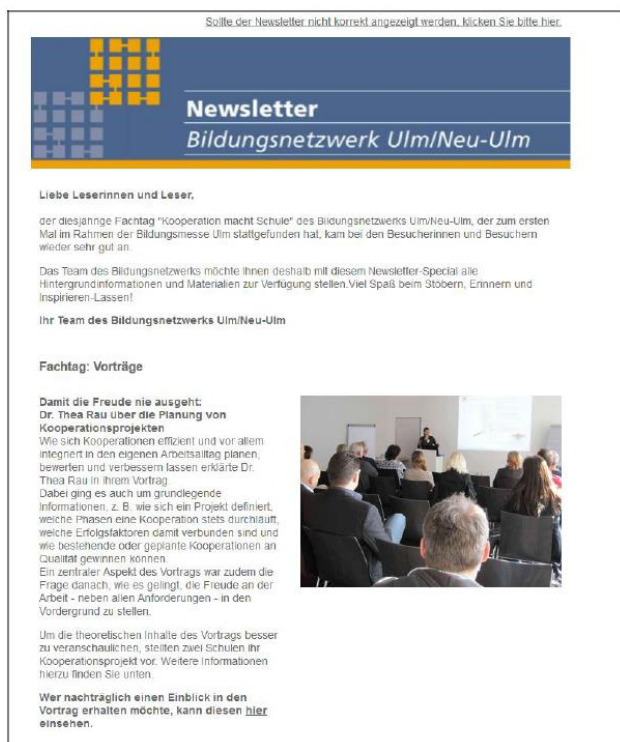 Sollte der Newsletter nicht korrekt angezeigt werden, klicken Sie bitte hier.
Newsletter
Bildungsnetzwerk Ulm/Neu-Ulm
Liebe Leserinnen und Leser,
der diesjährige Fachtag "Kooperation macht Schule" des Bildungsnetzwerks Ulm/Neu-Ulm, der zum ersten
Mal im Rahmen der Bildungsmesse Ulm stattgefunden hat, kam bei den Besucherinnen und Besuchern
wieder sehr gut an.
Das Team des Bildungsnetzwerks möchte Ihnen deshalb mit diesem Newsletter-Special alle
Hintergrundinformationen und Materialien zur Verfügung stellen.Viel Spaß beim Stöbern, Erinnern und
Inspirieren-Lassen!
Ihr Team des Bildungsnetzwerks Ulm/Neu-Ulm
Fachtag: Vorträge
Damit die Freude nie ausgeht:
Dr. Thea Rau über die Planung von
Kooperationsprojekten
Wie sich Kooperationen effizient und vor allem
integriert in den eigenen Arbeitsalltag planen,
bewerten und verbessern lassen erklärte Dr.
Thea Rau in ihrem Vortrag.
Dabei ging es auch um grundlegende
Informationen, z. B. wie sich ein Projekt definiert,
welche Phasen eine Kooperation stets durchläuft,
welche Erfolgsfaktoren damit verbunden sind und
wie bestehende oder geplante Kooperationen an
Qualität gewinnen können.
Ein zentraler Aspekt des Vortrags war zudem die
Frage danach, wie es gelingt, die Freude an der
Arbeit - neben allen Anforderungen - in den
Vordergrund zu stellen.
Um die theoretischen Inhalte des Vortrags besser
zu veranschaulichen, stellten zwei Schulen ihr
Kooperationsprojekt vor. Weitere Informationen
hierzu finden Sie unten.
Wer nachträglich einen Einblick in den
Vortrag erhalten möchte, kann diesen hier
einsehen.